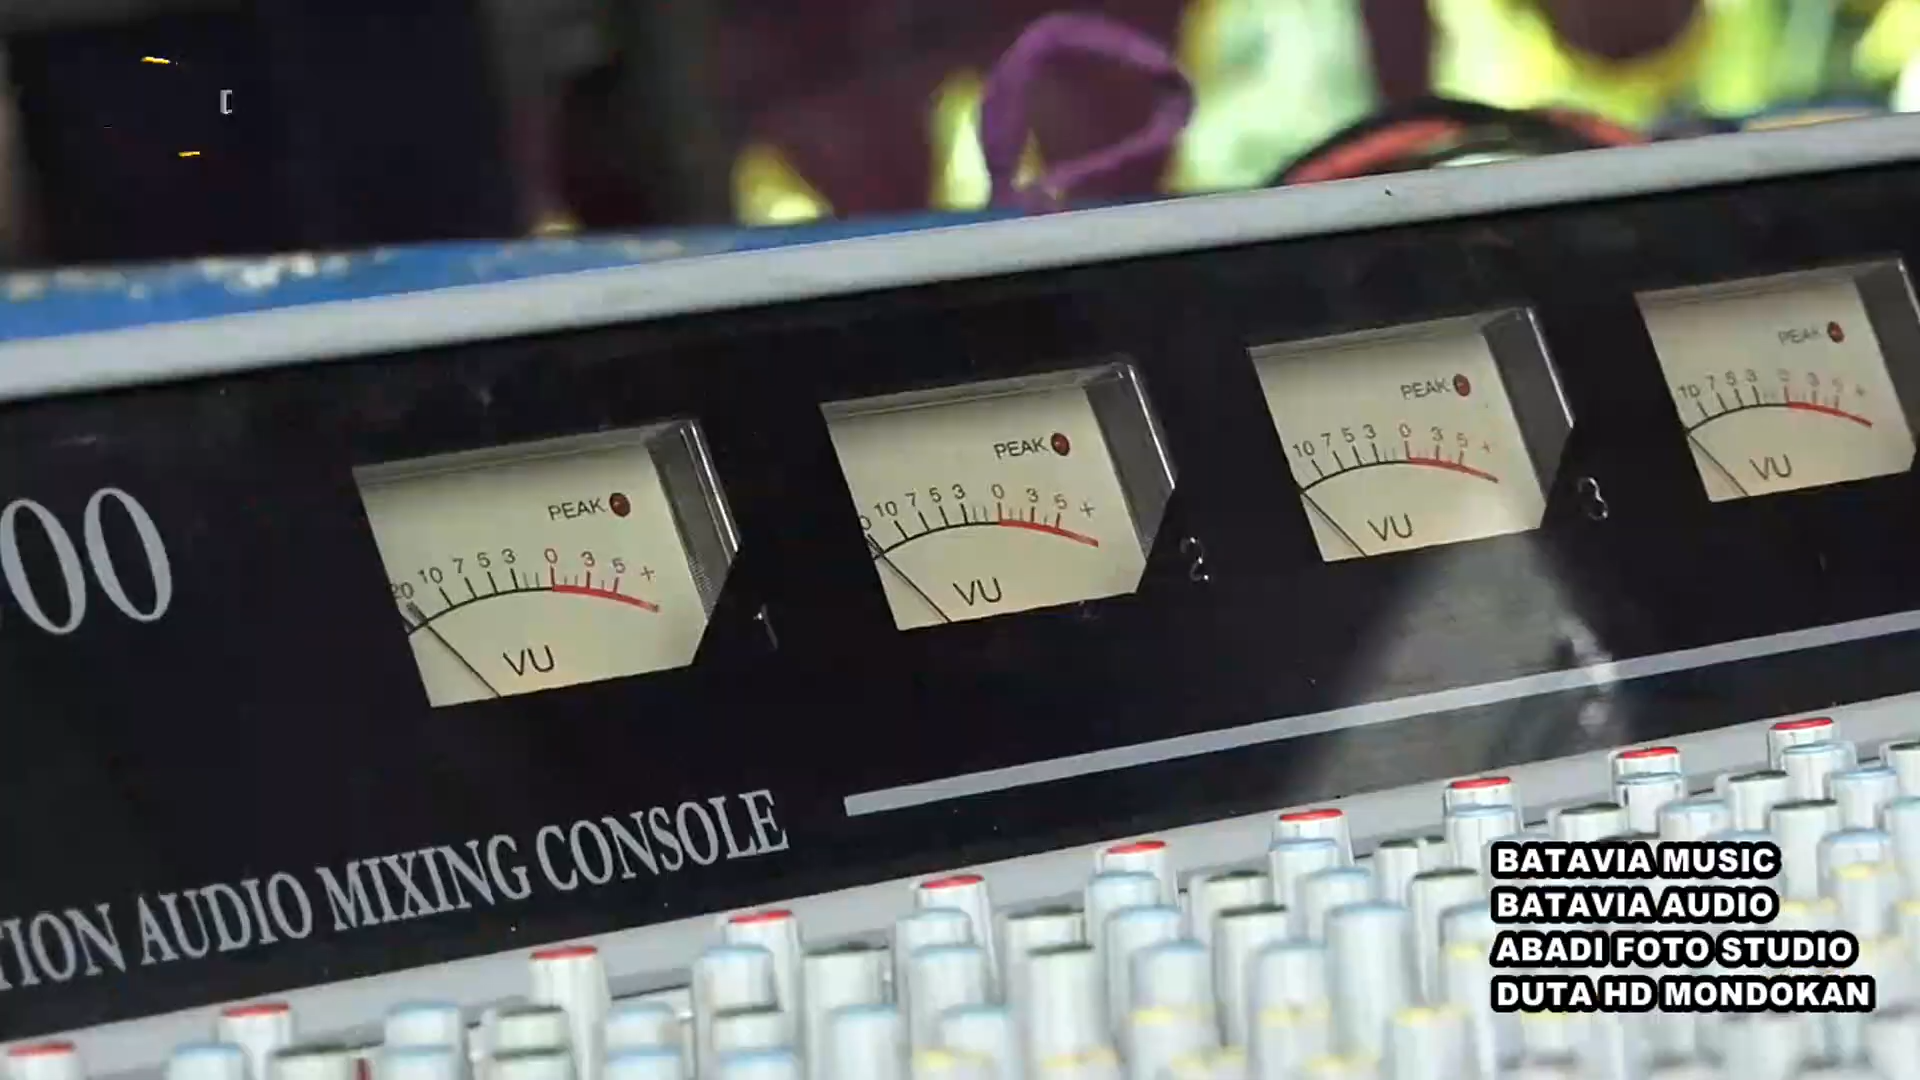 PEAK
10 7 5 3 0 3 5 +
VU
PEAK
10 7 5 3 0 3 5 +
VU
3
PEAK
10 7 5 3 0 3 5 +
VU
2
PEAK
20 10 7 5 3 0 3 5 +
VU
1
00
TION AUDIO MIXING CONSOLE
BATAVIA MUSIC
BATAVIA AUDIO
ABADI FOTO STUDIO
DUTA HD MONDOKAN